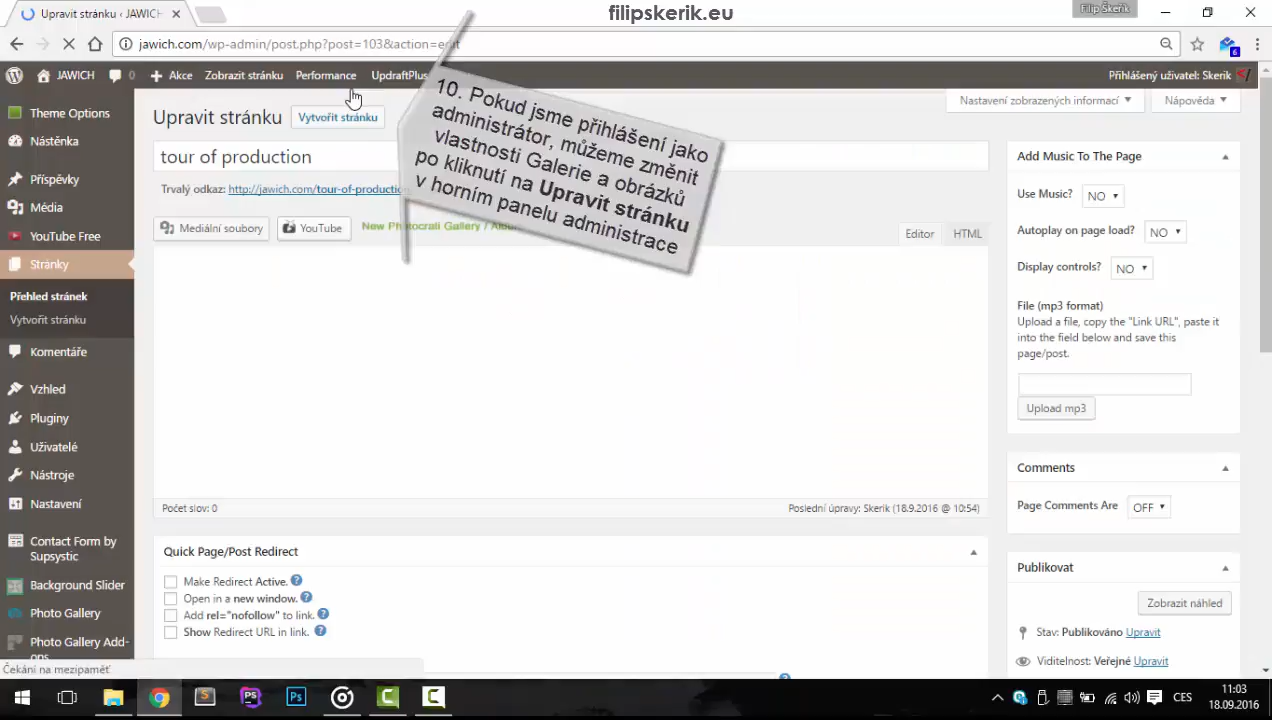 Upravit stránku ‹ JAWICH
filipskerik.eu
Filip Škeřík
jawich.com/wp-admin/post.php?post=103&action=edit
6
JAWICH
0
Akce
Zobrazit stránku
Performance
UpdraftPlus
Přihlášený uživatel: Skerik
Theme Options
Nástěnka
Příspěvky
Média
YouTube Free
Stránky
Přehled stránek
Vytvořit stránku
Komentáře
Vzhled
Pluginy
Uživatelé
Nástroje
Nastavení
Contact Form by
Supsystic
Background Slider
Photo Gallery
Photo Gallery Add-
ons
Čekání na mezipaměť
Nastavení zobrazených informací
Nápověda
Upravit stránku
Vytvořit stránku
tour of production
Trvalý odkaz: http://jawich.com/tour-of-productio
Mediální soubory
YouTube
New Photocrati Gallery / Albu
Editor
HTML
10. Pokud jsme přihlášení jako
administrátor, můžeme změnit
vlastnosti Galerie a obrázků
po kliknutí na Upravit stránku
v horním panelu administrace
Počet slov: 0
Poslední úpravy: Skerik (18.9.2016 @ 10:54)
Quick Page/Post Redirect
Make Redirect Active.
Open in a new window.
Add rel="nofollow" to link.
Show Redirect URL in link.
Add Music To The Page
Use Music?
NO
Autoplay on page load?
NO
Display controls?
NO
File (mp3 format)
Upload a file, copy the "Link URL", paste it
into the field below and save this
page/post.
Upload mp3
Comments
Page Comments Are
OFF
Publikovat
Zobrazit náhled
Stav: Publikováno Upravit
Viditelnost: Veřejné Upravit
CES
11:03
18.09.2016